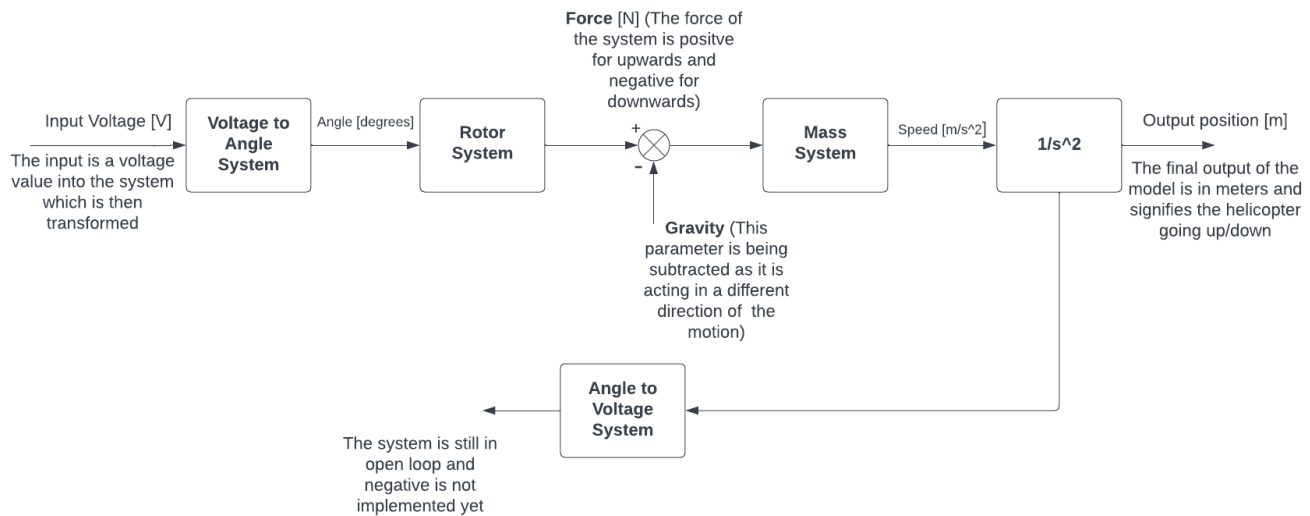 Force [N] (The force of
the system is positve
for upwards and
negative for
downwards)
Input Voltage [V]
The input is a voltage
value into the system
which is then
transformed
Voltage to
Angle
System
Angle [degrees]
Rotor
System
+
-
Gravity (This
parameter is being
subtracted as it is
acting in a different
direction of the
motion)
Mass
System
Speed [m/s^2]
1/s^2
Output position [m]
The final output of the
model is in meters and
signifies the helicopter
going up/down
Angle to
Voltage
System
The system is still in
open loop and
negative is not
implemented yet